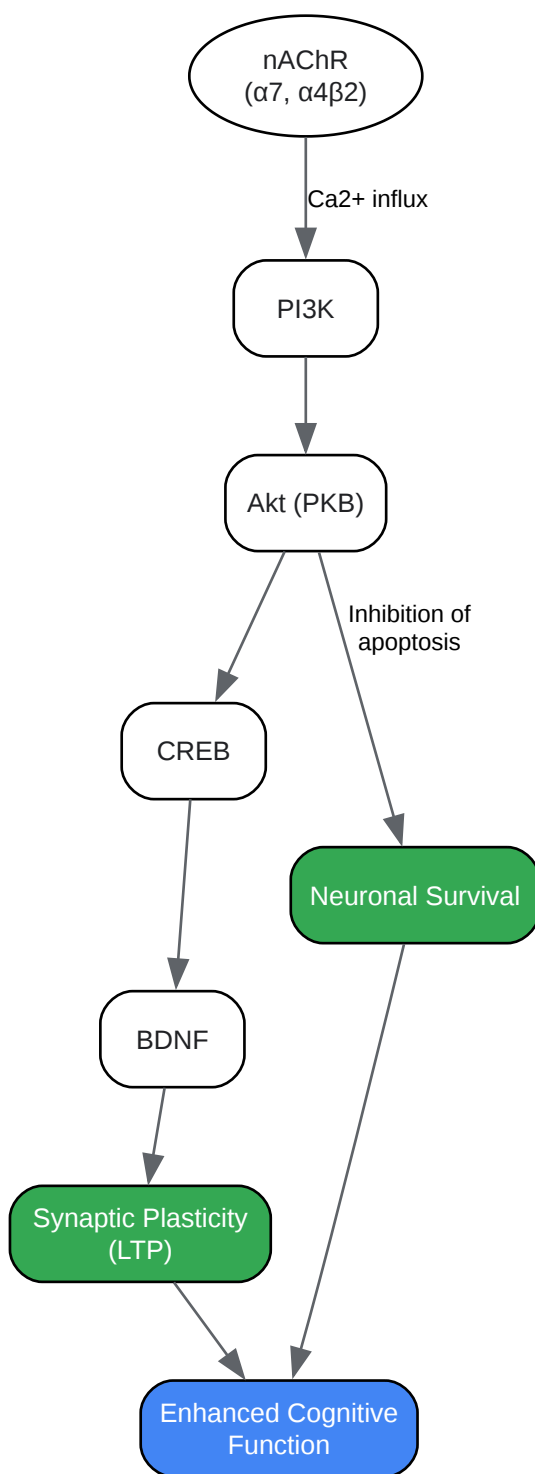 nAChR
(α7, α4β2)
Ca2+ influx
PI3K
Akt (PKB)
Inhibition of
apoptosis
CREB
Neuronal Survival
BDNF
Synaptic Plasticity
(LTP)
Enhanced Cognitive
Function